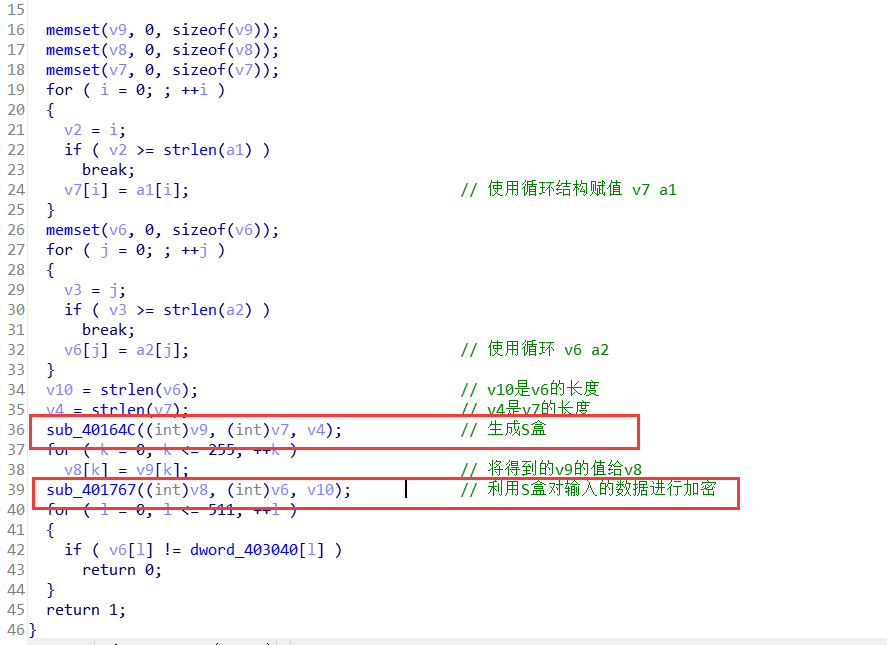 15
16 memset(v9, 0, sizeof(v9));
17 memset(v8, 0, sizeof(v8));
18 memset(v7, 0, sizeof(v7));
19 for ( i = 0; ; ++i )
20 {
21 v2 = i;
22 if ( v2 >= strlen(a1) )
23 break;
24 v7[i] = a1[i]; // 使用循环结构赋值 v7 a1
25 }
26 memset(v6, 0, sizeof(v6));
27 for ( j = 0; ; ++j )
28 {
29 v3 = j;
30 if ( v3 >= strlen(a2) )
31 break;
32 v6[j] = a2[j]; // 使用循环 v6 a2
33 }
34 v10 = strlen(v6); // v10是v6的长度
35 v4 = strlen(v7); // v4是v7的长度
36 sub_40164C((int)v9, (int)v7, v4); // 生成S盒
37 for ( k = 0; k <= 255; ++k )
38 v8[k] = v9[k]; // 将得到的v9的值给v8
39 sub_401767((int)v8, (int)v6, v10); // 利用S盒对输入的数据进行加密
40 for ( l = 0; l <= 511; ++l )
41 {
42 if ( v6[l] != dword_403040[l] )
43 return 0;
44 }
45 return 1;
46 }